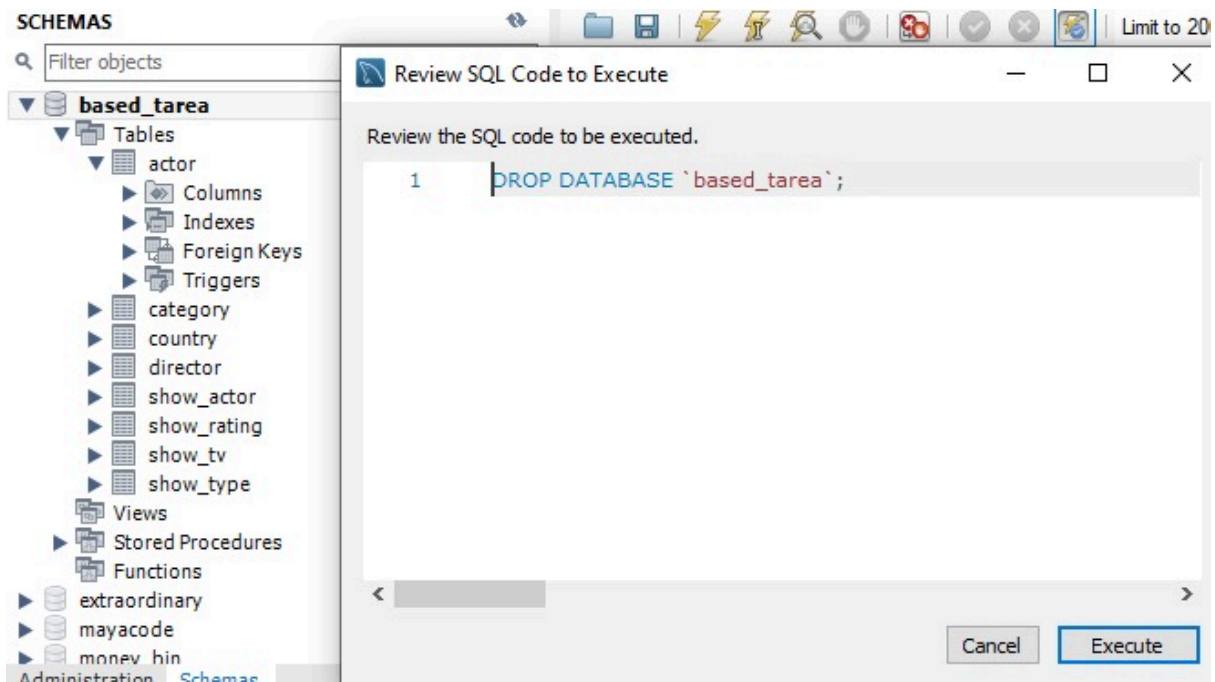 SCHEMAS
Filter objects
based_tarea
Tables
actor
Columns
Indexes
Foreign Keys
Triggers
category
country
director
show_actor
show_rating
show_tv
show_type
Views
Stored Procedures
Functions
extraordinary
mayacode
money_bin
Administration Schemas
Limit to 20
Review SQL Code to Execute
Review the SQL code to be executed.
1 DROP DATABASE `based_tarea`;
Cancel Execute